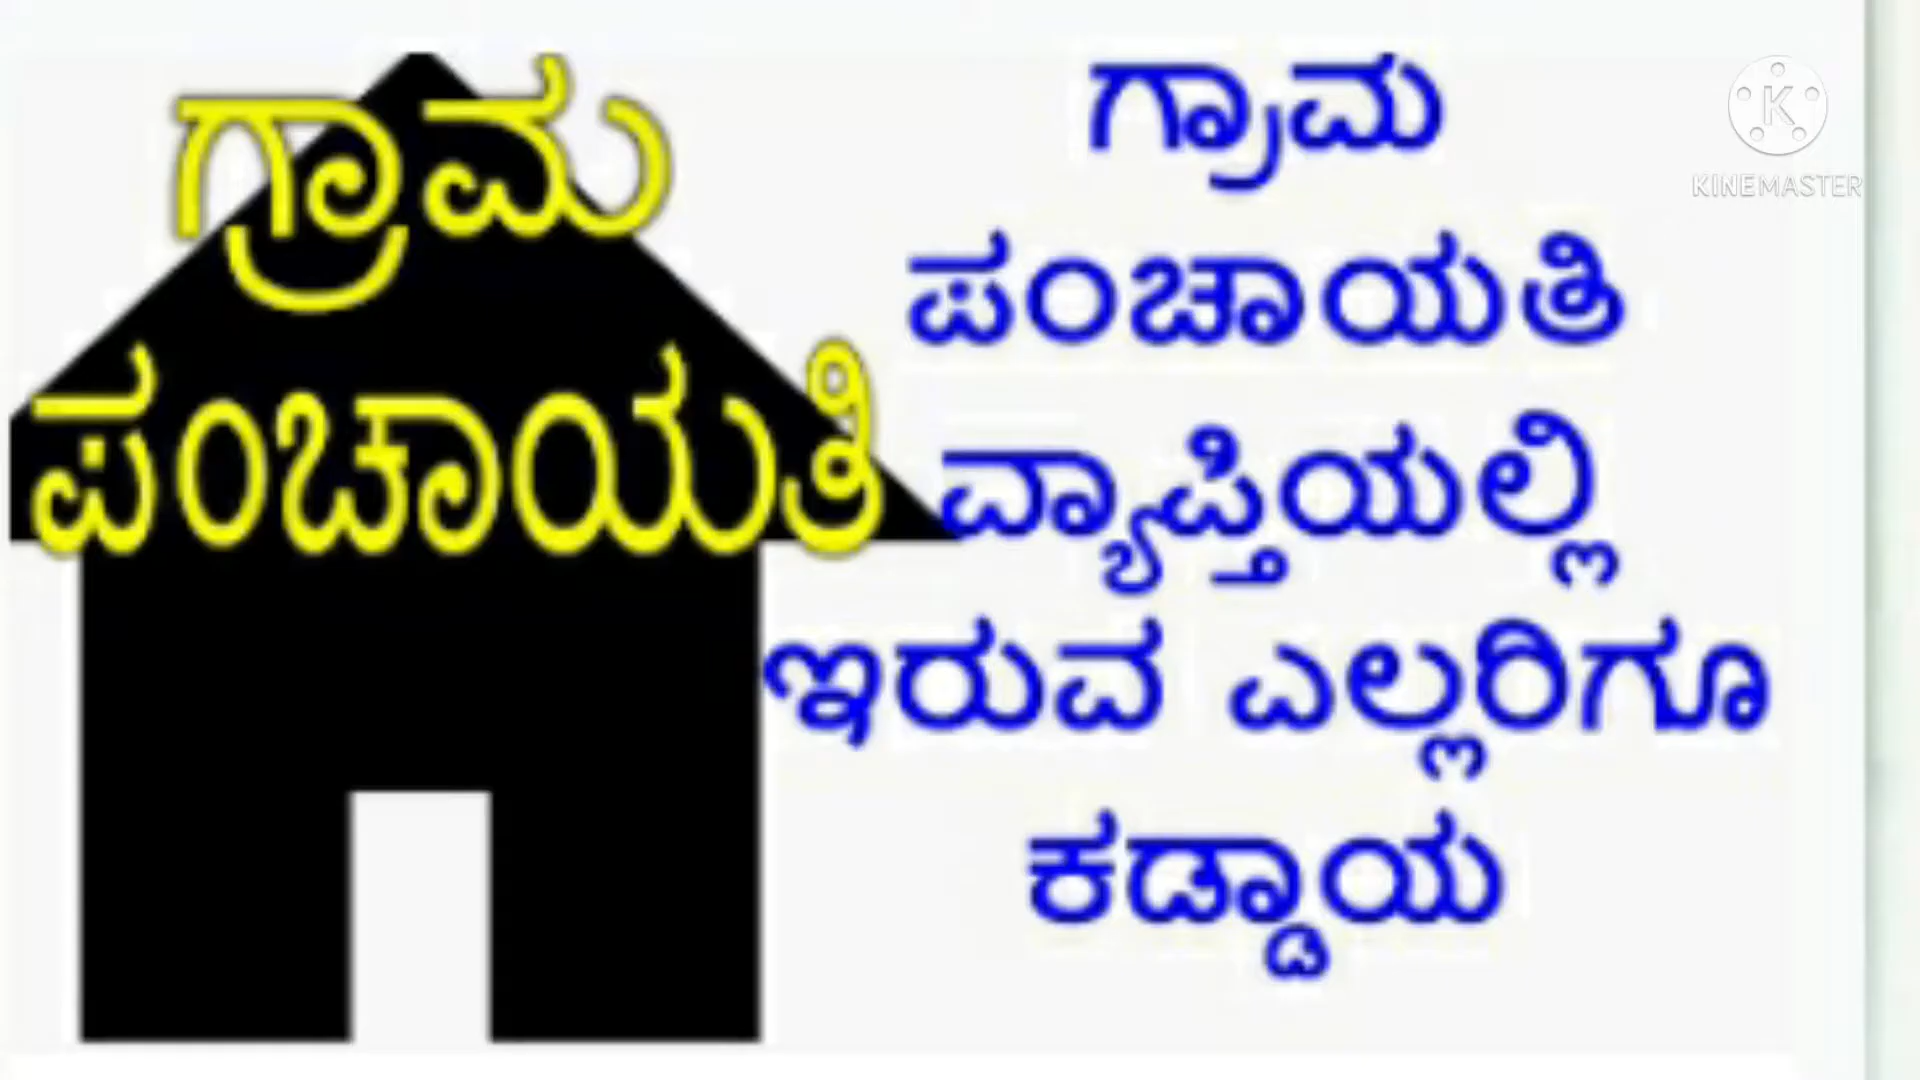 ಗ್ರಾಮ
ಪಂಚಾಯತಿ
ಗ್ರಾಮ
ಪಂಚಾಯತಿ
ವ್ಯಾಪ್ತಿಯಲ್ಲಿ
ಇರುವ ಎಲ್ಲರಿಗೂ
ಕಡ್ಡಾಯ
K
KINEMASTER